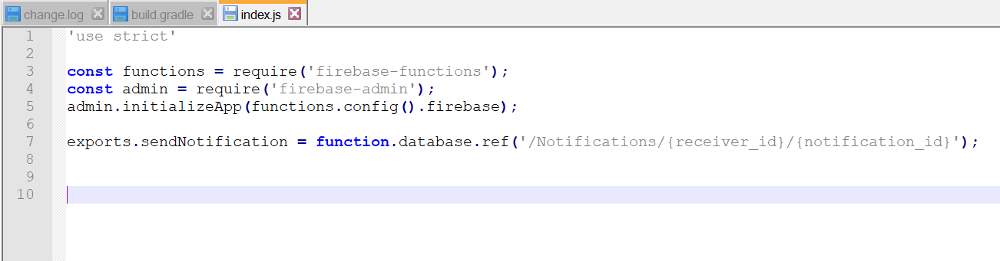 change.log build.gradle index.js
1 'use strict'
2
3 const functions = require('firebase-functions');
4 const admin = require('firebase-admin');
5 admin.initializeApp(functions.config().firebase);
6
7 exports.sendNotification = function.database.ref('/Notifications/{receiver_id}/{notification_id}');
8
9
10